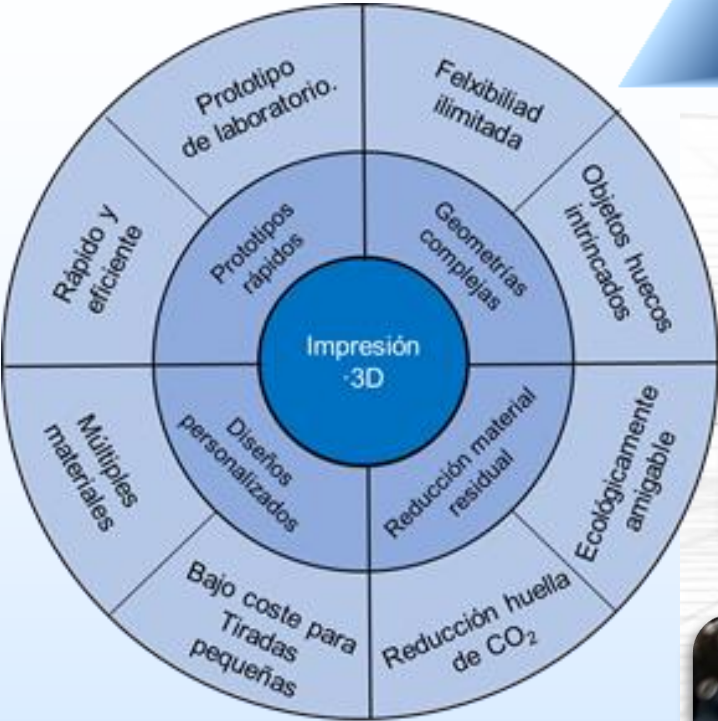 Prototipo
de laboratorio.
Felxibiliad
ilimitada
Rápido y
eficiente
Prototipos
rápidos
Geometrías
complejas
Objetos huecos
intrincados
Impresión
·3D
Múltiples
materiales
Diseños
personalizados
Reducción material
residual
Ecológicamente
amigable
Bajo coste para
Tiradas
pequeñas
Reducción huella
de CO₂